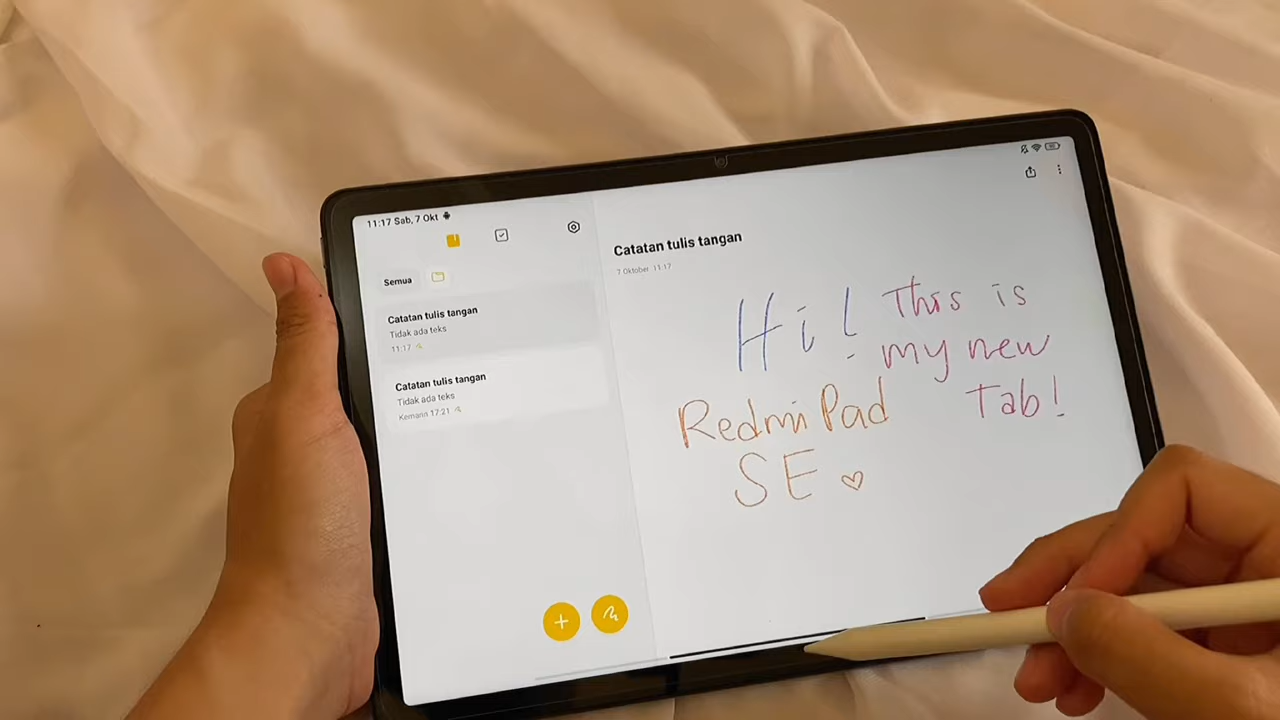 11:17 Sab, 7 Okt
Semua
Catatan tulis tangan
Tidak ada teks
11:17
Catatan tulis tangan
Tidak ada teks
Kemarin 17:21
Catatan tulis tangan
7 Oktober 11:17
Hi! This is
my new
Tab!
Redmi Pad
SE